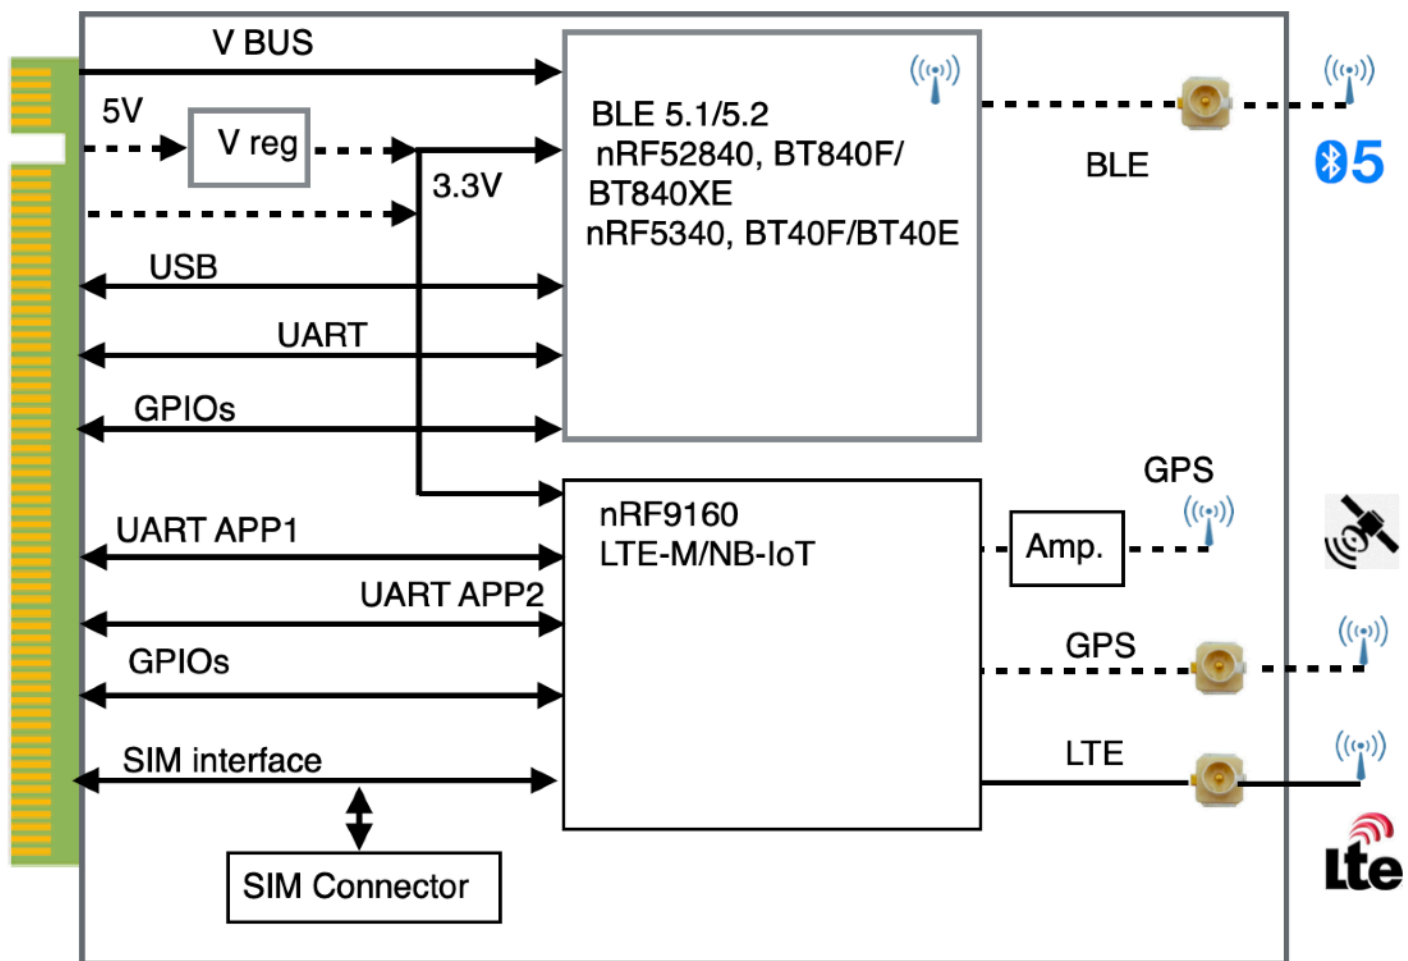 V BUS
5V
V reg
3.3V
USB
UART
GPIOs
BLE 5.1/5.2
nRF52840, BT840F/
BT840XE
nRF5340, BT40F/BT40E
BLE
5
UART APP1
UART APP2
GPIOs
SIM interface
SIM Connector
nRF9160
LTE-M/NB-IoT
GPS
Amp.
GPS
LTE
Lte